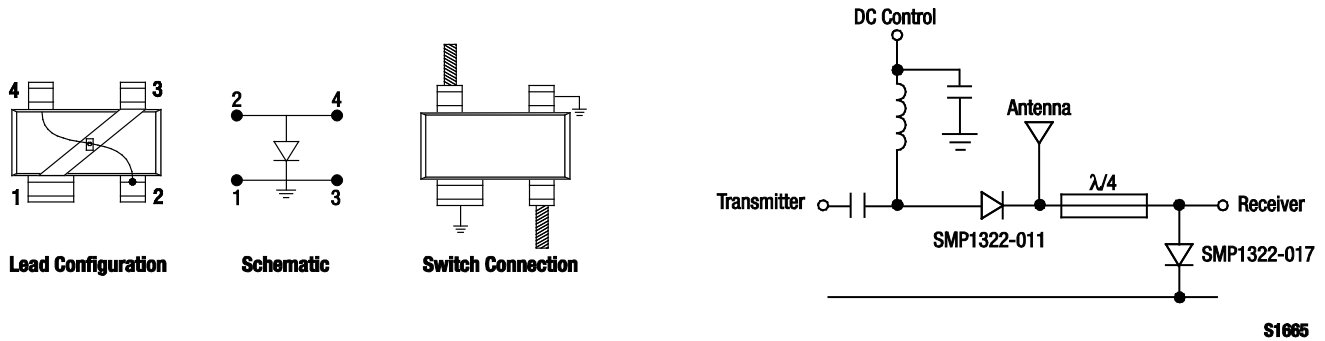 4
3
1
2
Lead Configuration
2
4
1
3
Schematic
Switch Connection
DC Control
Antenna
λ/4
Transmitter
Receiver
SMP1322-011
SMP1322-017
S1665